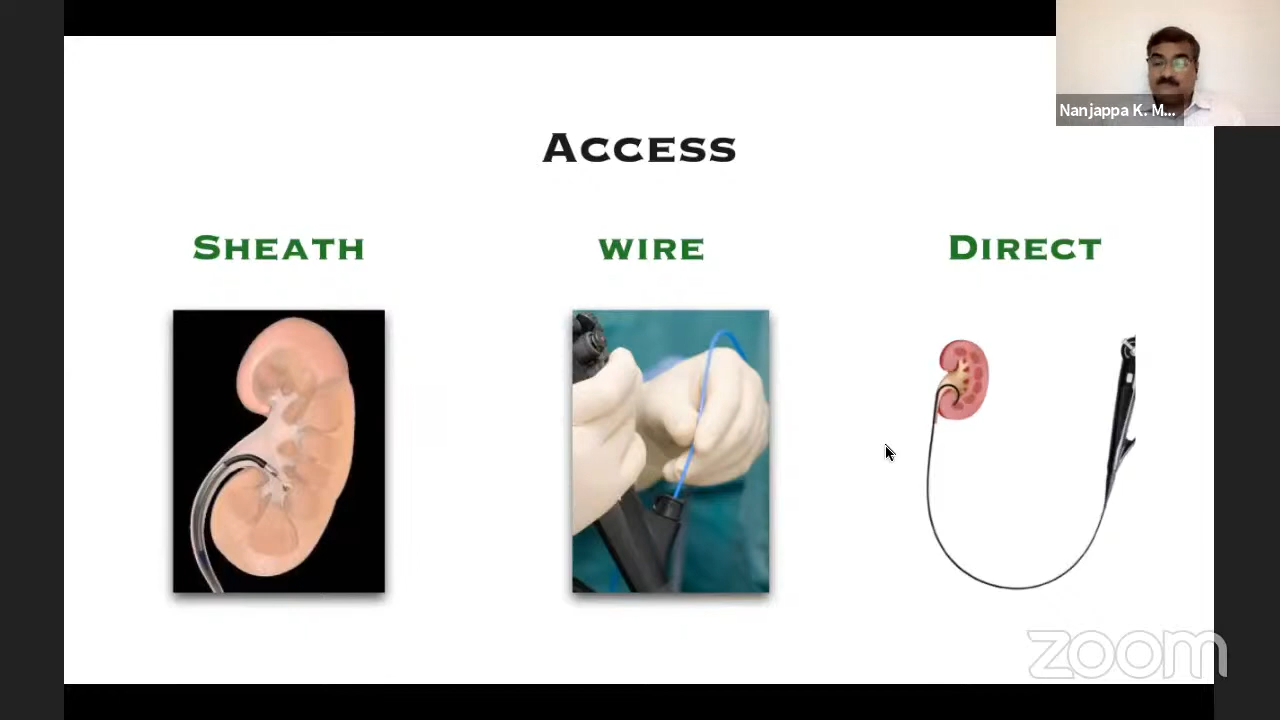 Nanjappa K. M...
ACCESS
SHEATH
WIRE
DIRECT
zoom